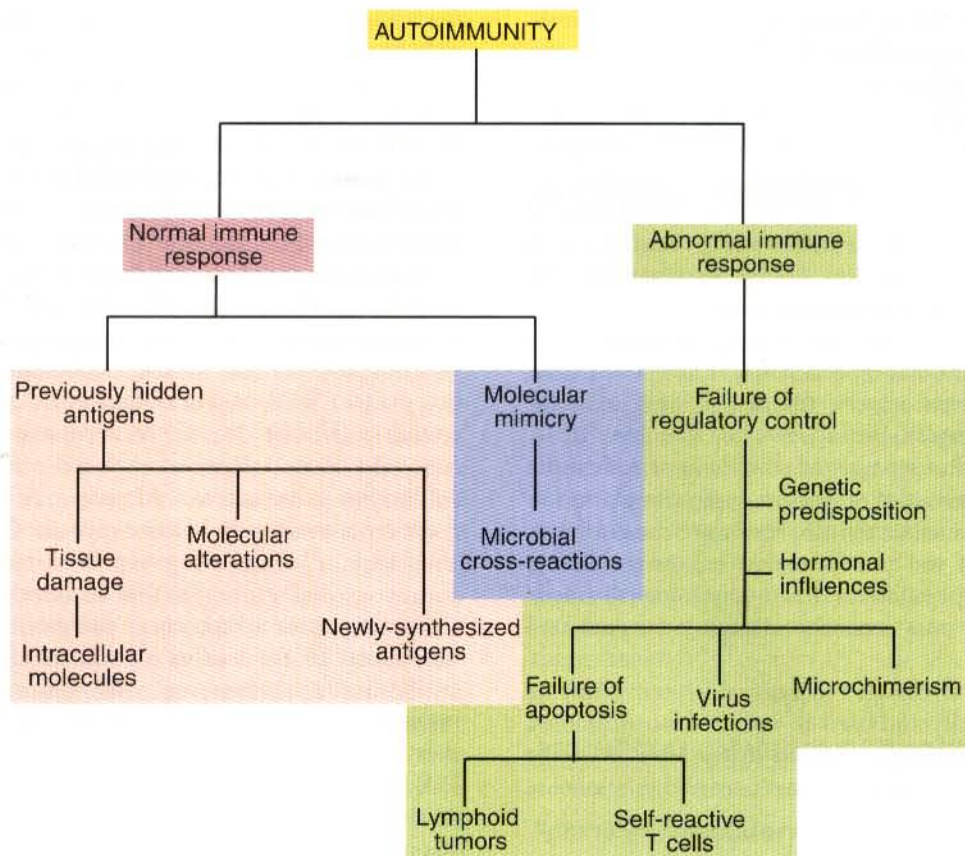 AUTOIMMUNITY
Normal immune
response
Abnormal immune
response
Previously hidden
antigens
Molecular
mimicry
Failure of
regulatory control
Tissue
damage
Molecular
alterations
Microbial
cross-reactions
Genetic
predisposition
Hormonal
influences
Intracellular
molecules
Newly-synthesized
antigens
Failure of
apoptosis
Virus
infections
Microchimerism
Lymphoid
tumors
Self-reactive
T cells